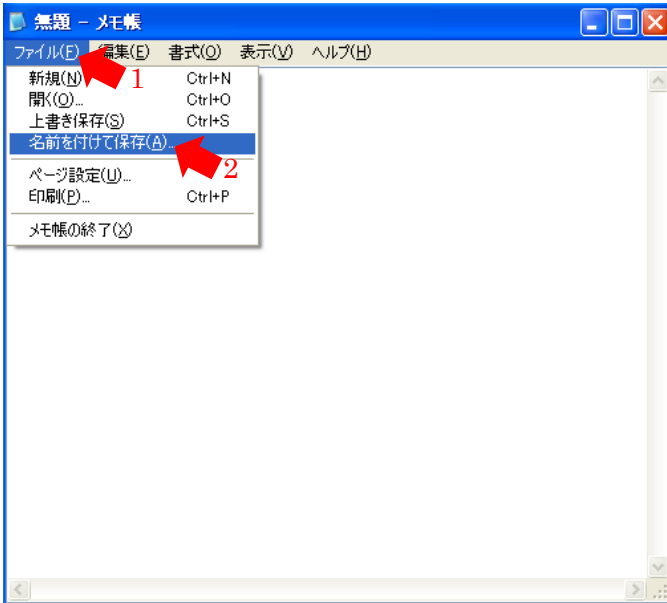 無題 - メモ帳
ファイル(F) 編集(E) 書式(O) 表示(V) ヘルプ(H)
1
新規(N) Ctrl+N
開く(O)... Ctrl+O
上書き保存(S) Ctrl+S
名前を付けて保存(A)...
2
ページ設定(U)...
印刷(P)... Ctrl+P
メモ帳の終了(X)